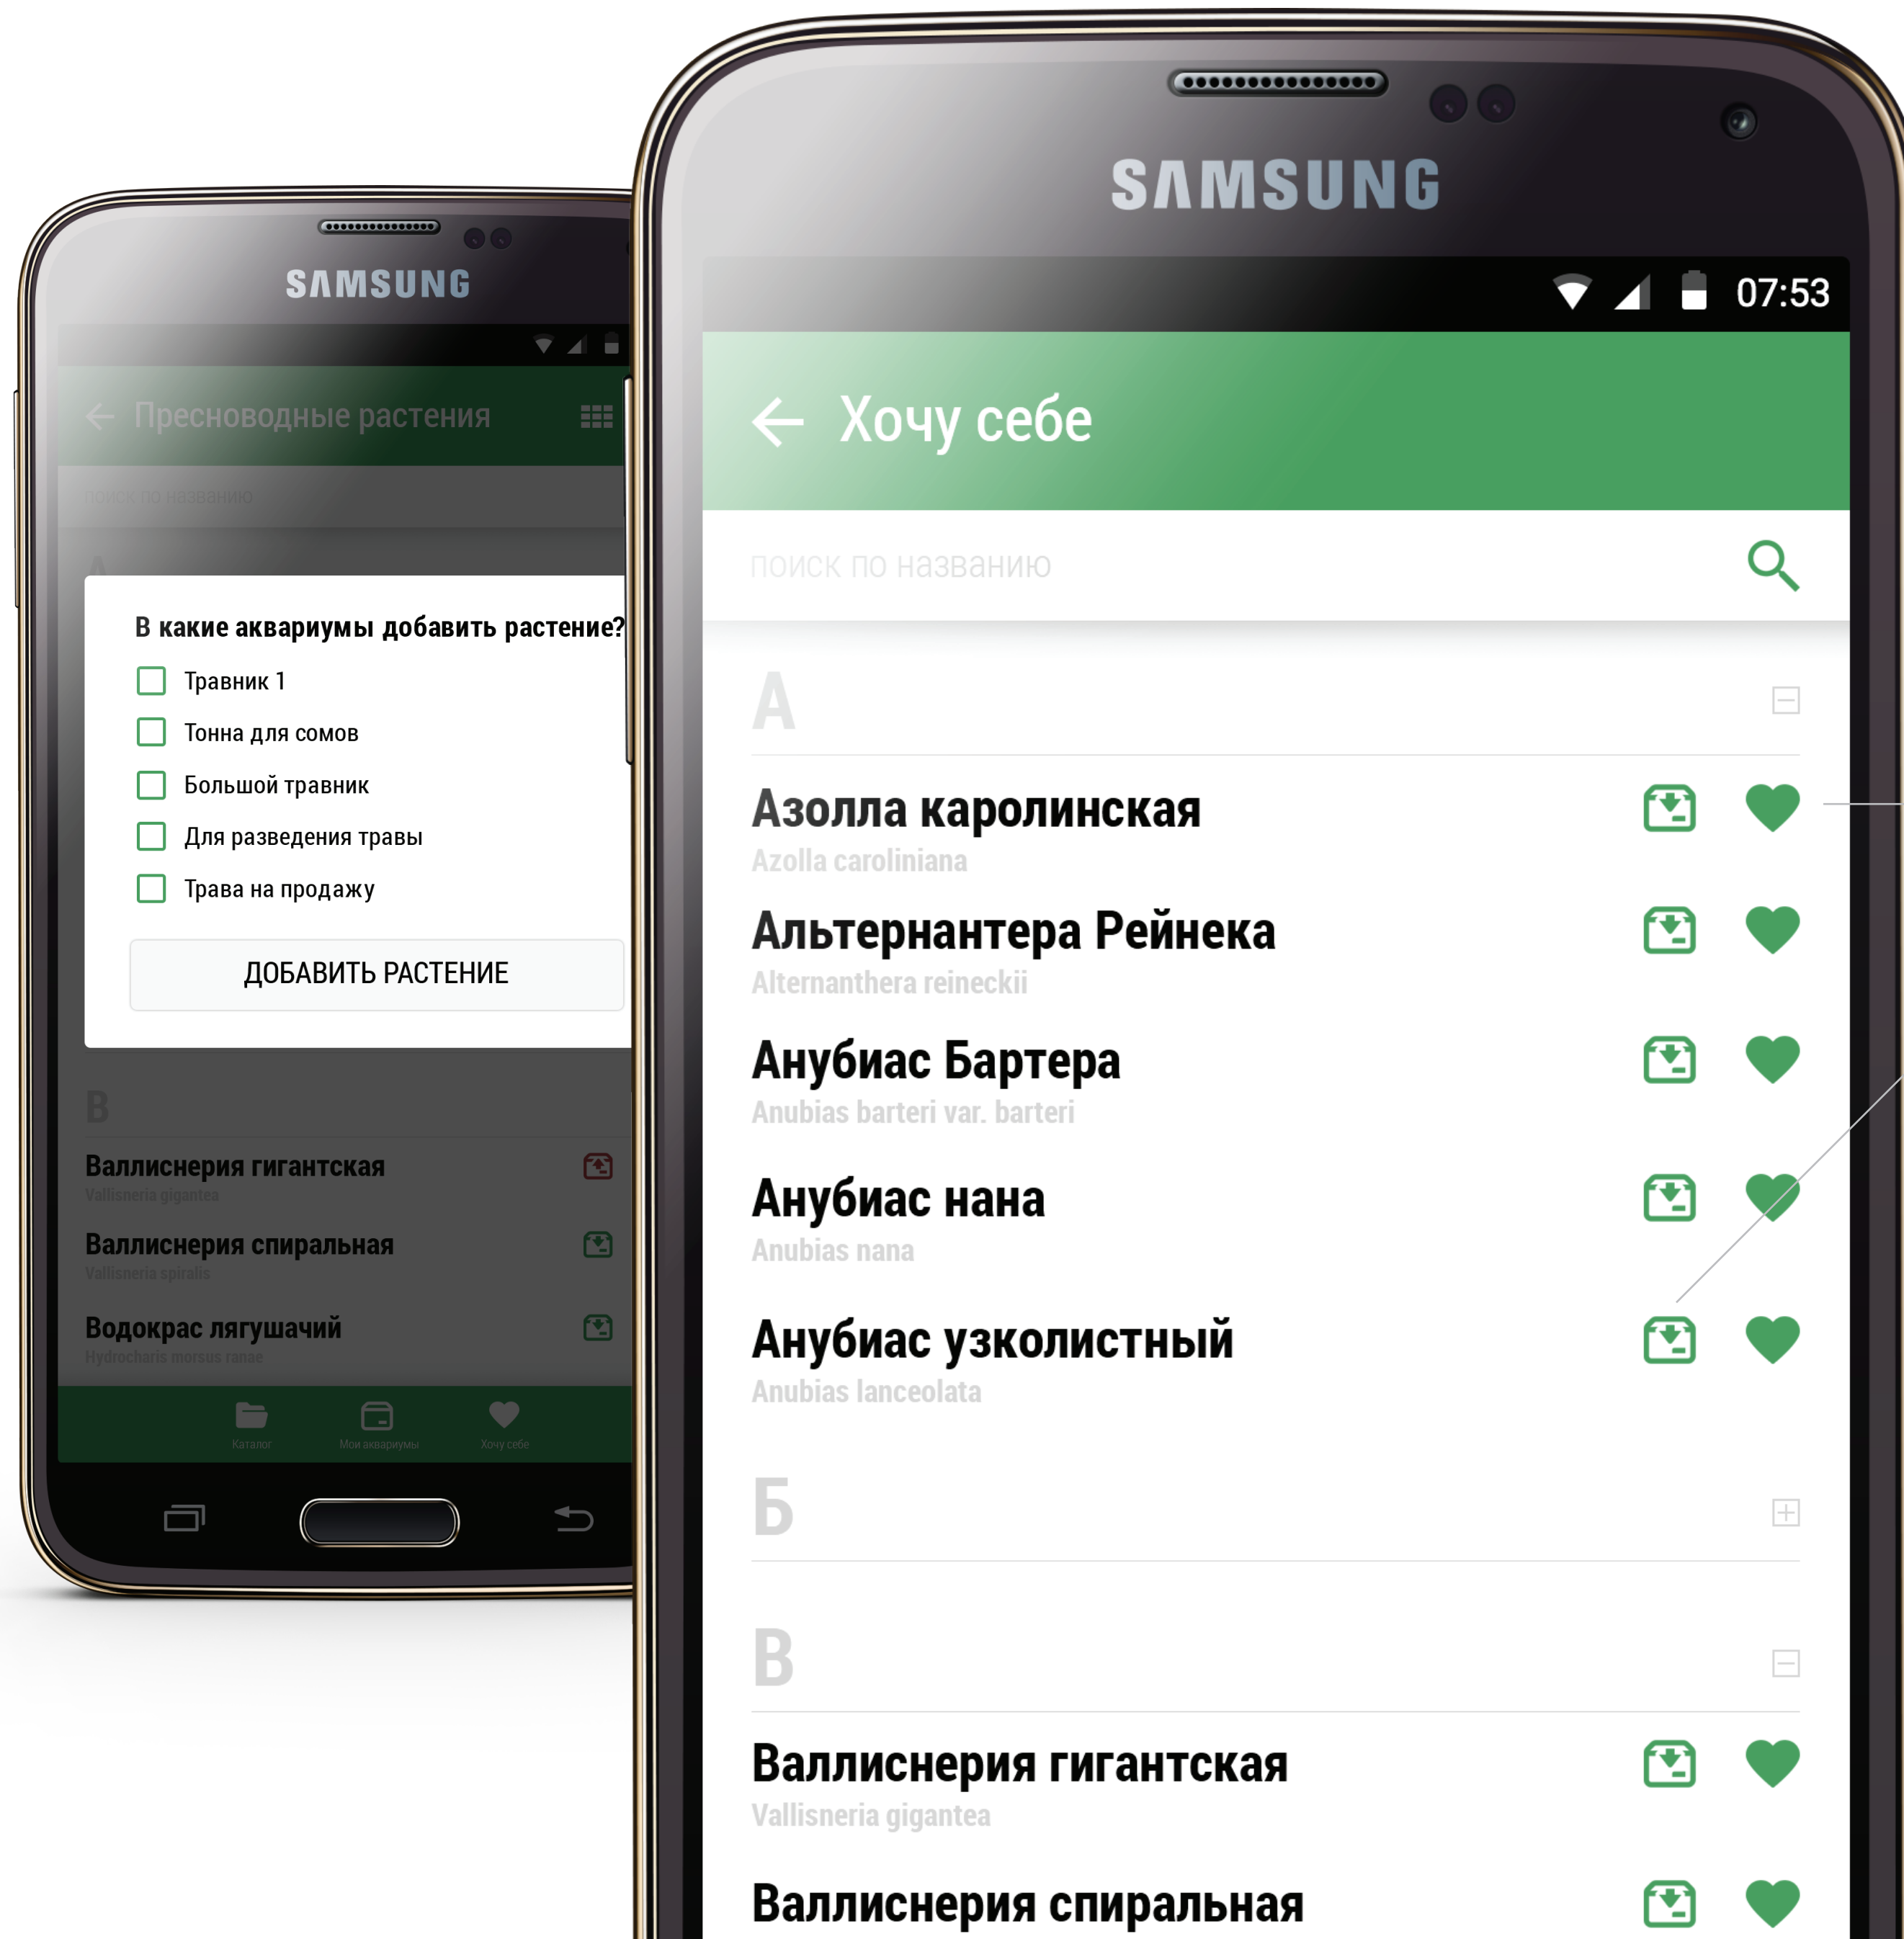 SAMSUNG
Пресноводные растения
поиск по названию
А
В какие аквариумы добавить растение?
Травник 1
Тонна для сомов
Большой травник
Для разведения травы
Трава на продажу
ДОБАВИТЬ РАСТЕНИЕ
В
Валлиснерия гигантская
Vallisneria gigantea
Валлиснерия спиральная
Vallisneria spiralis
Водокрас лягушачий
Hydrocharis morsus ranae
Каталог
Мои аквариумы
Хочу себе
SAMSUNG
07:53
Хочу себе
поиск по названию
А
Азолла каролинская
Azolla caroliniana
Альтернантера Рейнека
Alternanthera reineckii
Анубиас Бартера
Anubias barteri var. barteri
Анубиас нана
Anubias nana
Анубиас узколистный
Anubias lanceolata
Б
В
Валлиснерия гигантская
Vallisneria gigantea
Валлиснерия спиральная